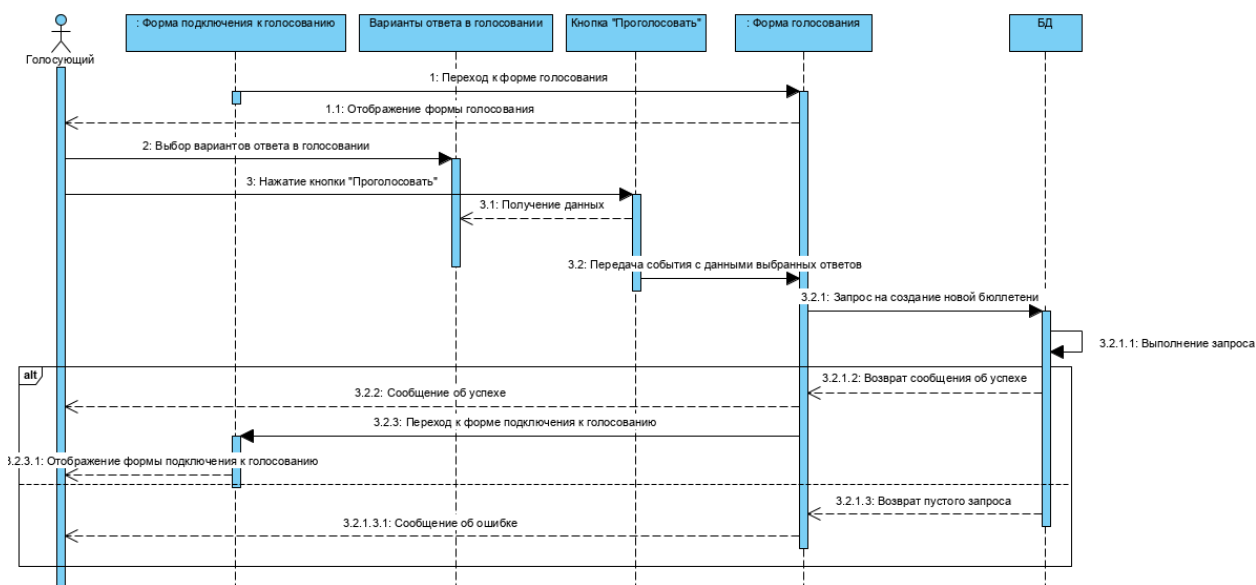 : Форма подключения к голосованию
Варианты ответа в голосовании
Кнопка "Проголосовать"
: Форма голосования
БД
Голосующий
1: Переход к форме голосования
1.1: Отображение формы голосования
2: Выбор вариантов ответа в голосовании
3: Нажатие кнопки "Проголосовать"
3.1: Получение данных
3.2: Передача события с данными выбранных ответов
3.2.1: Запрос на создание новой бюллетени
3.2.1.1: Выполнение запроса
alt
3.2.1.2: Возврат сообщения об успехе
3.2.2: Сообщение об успехе
3.2.3: Переход к форме подключения к голосованию
3.2.3.1: Отображение формы подключения к голосованию
3.2.1.3: Возврат пустого запроса
3.2.1.3.1: Сообщение об ошибке